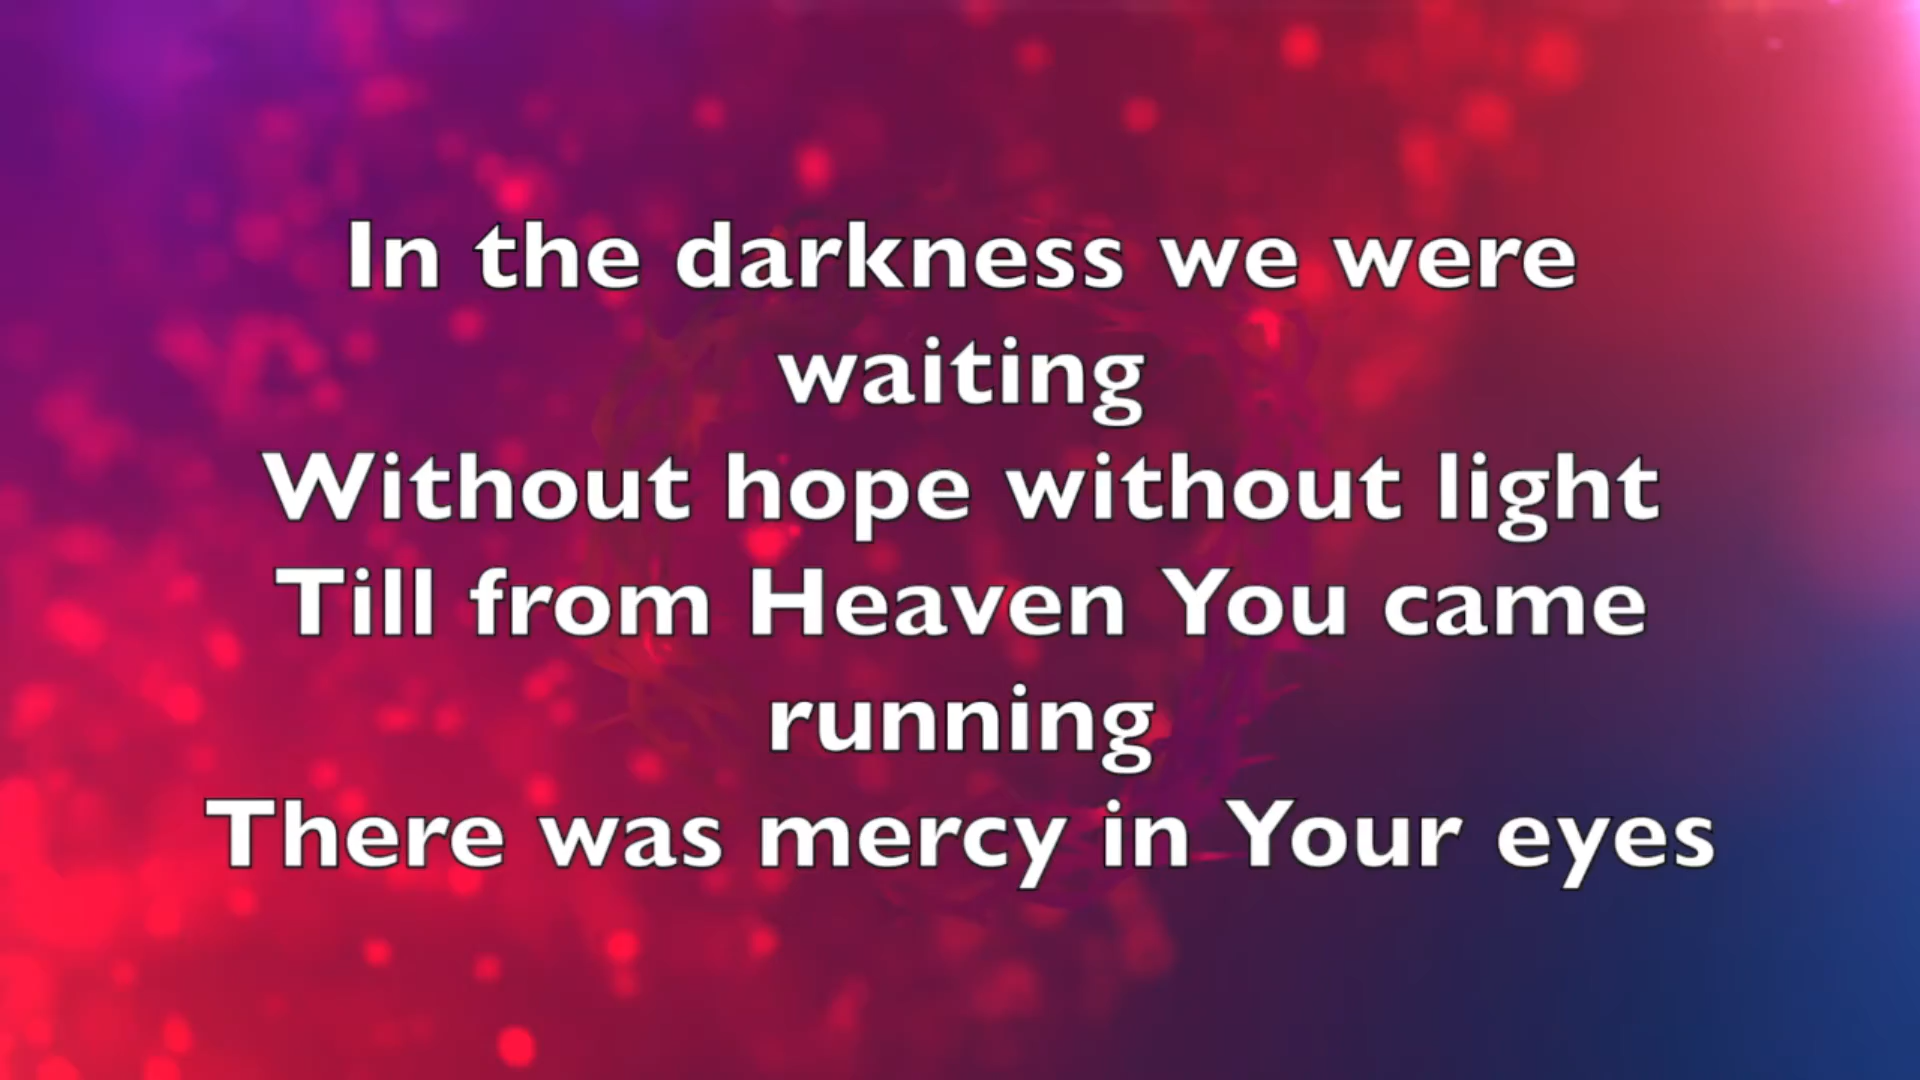 In the darkness we were
waiting
Without hope without light
Till from Heaven You came
running
There was mercy in Your eyes